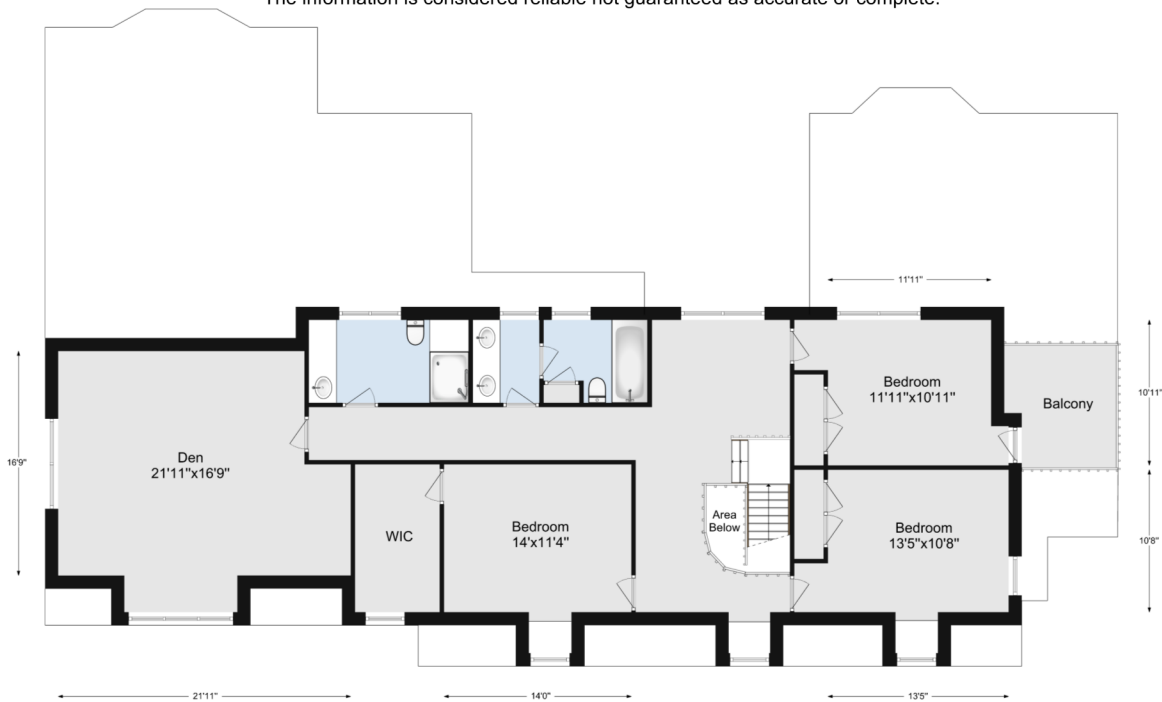 The information is considered reliable not guaranteed as accurate or complete.
11'11"
Bedroom
11'11"x10'11"
Balcony
10'11"
Den
21'11"x16'9"
16'9"
WIC
Bedroom
14'x11'4"
Area
Below
Bedroom
13'5"x10'8"
10'8"
21'11"
14'0"
13'5"